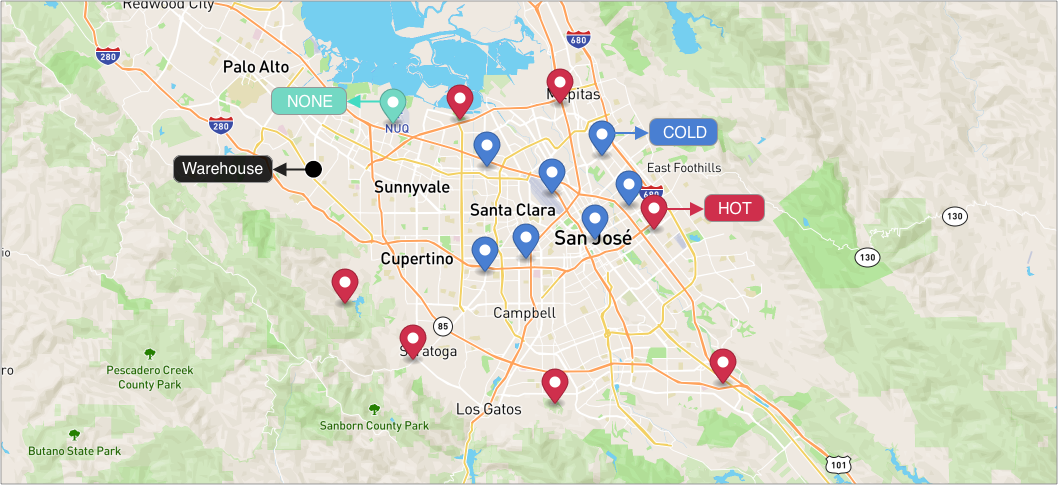 Redwood City
280
680
Palo Alto
NONE
280
NUQ
COLD
Warehouse
East Foothills
Sunnyvale
680
Santa Clara
HOT
130
San José
130
io
Cupertino
Campbell
85
Pescadero Creek
County Park
ro
Los Gatos
Sanborn County Park
Butano State Park
101